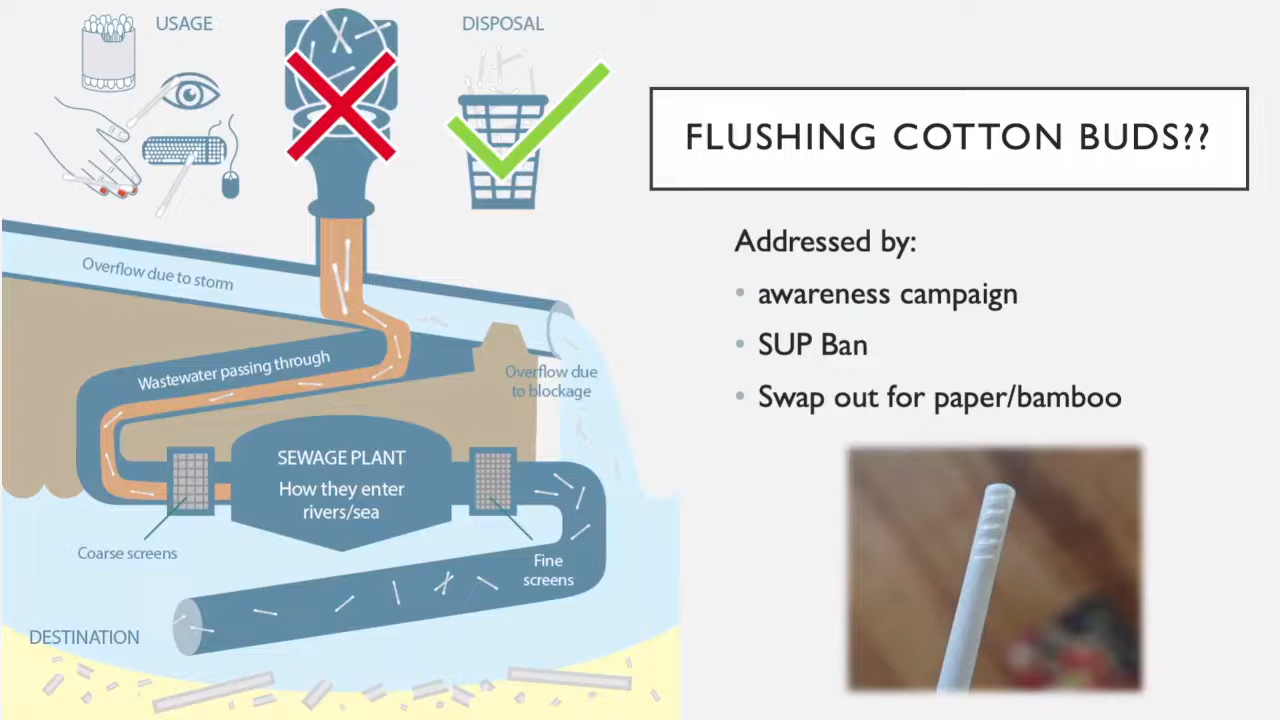 USAGE
DISPOSAL
FLUSHING COTTON BUDS??
Addressed by:
• awareness campaign
• SUP Ban
• Swap out for paper/bamboo
Overflow due to storm
Wastewater passing through
Overflow due
to blockage
SEWAGE PLANT
How they enter
rivers/sea
Coarse screens
Fine
screens
DESTINATION